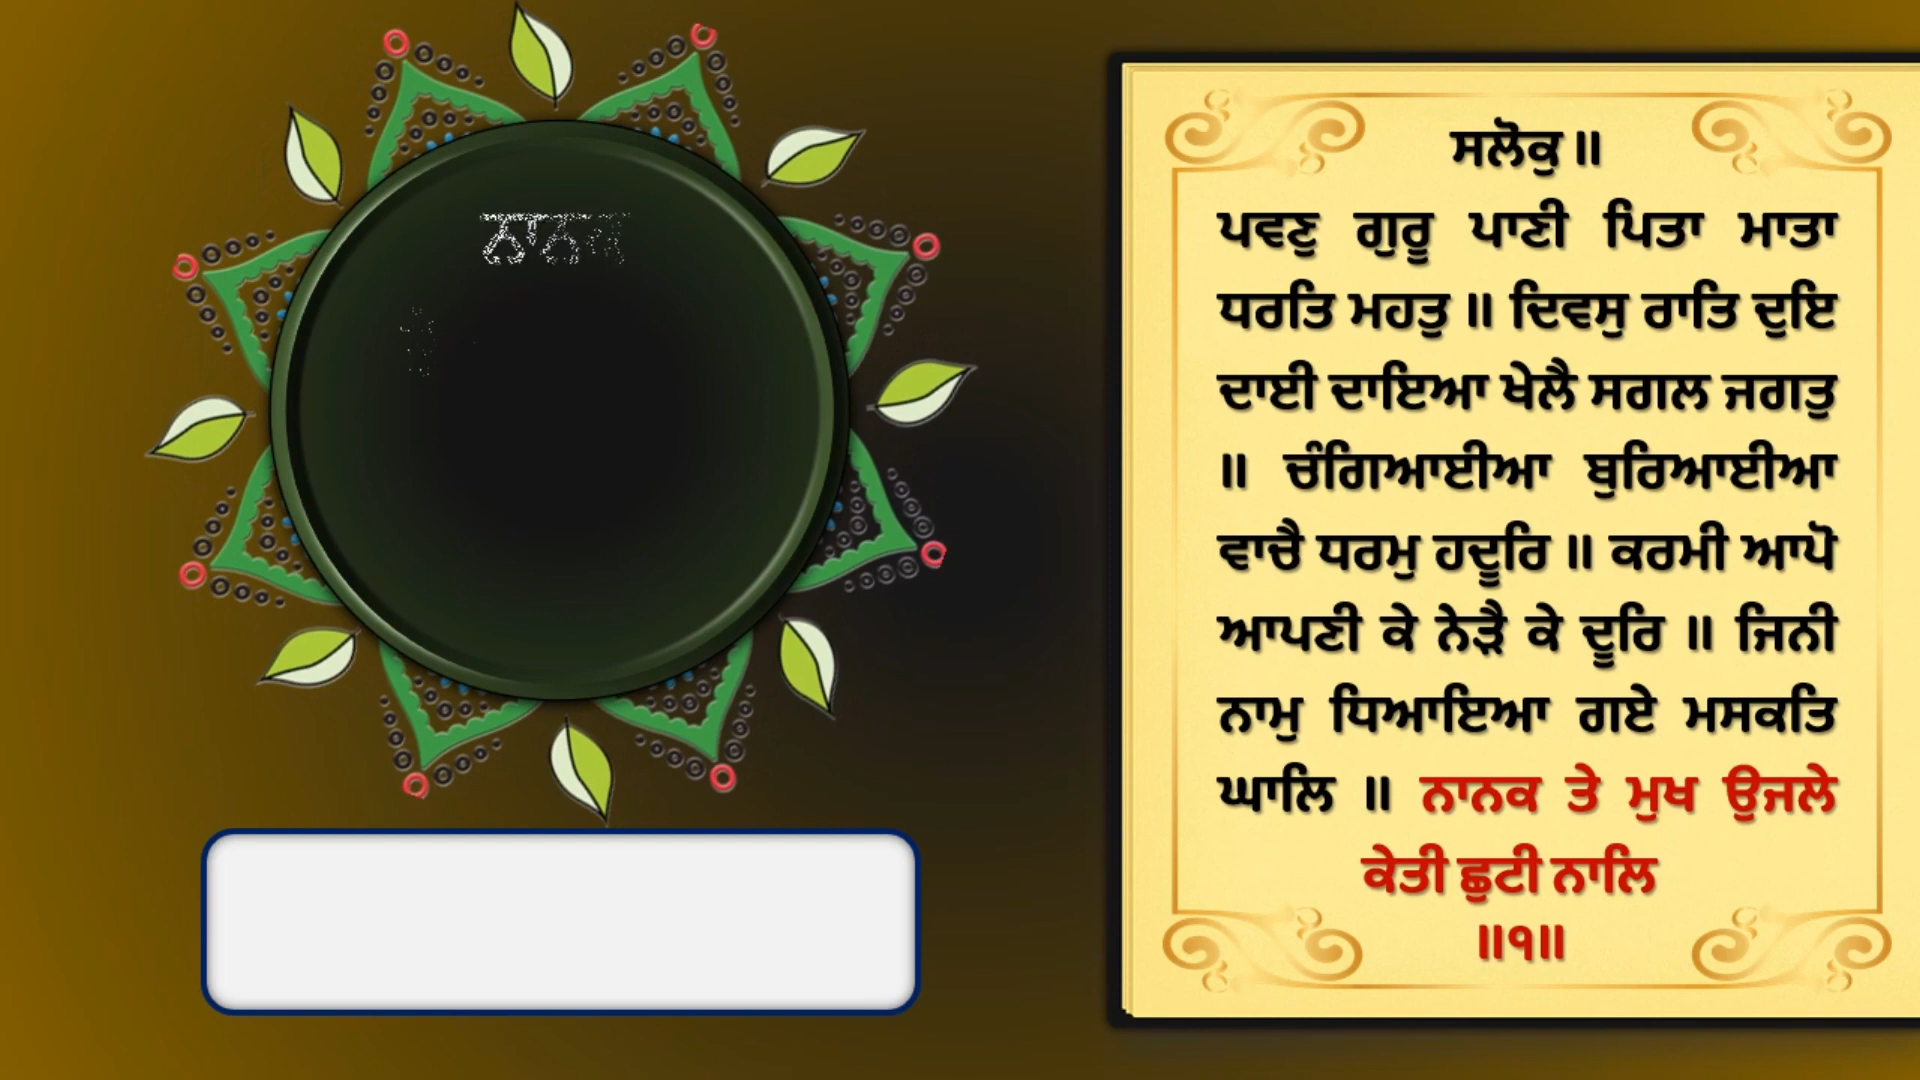 ਨਾਨਕ
ਸਲੋਕੁ ॥
ਪਵਣੁ ਗੁਰੂ ਪਾਣੀ ਪਿਤਾ ਮਾਤਾ
ਧਰਤਿ ਮਹਤੁ ॥ ਦਿਵਸੁ ਰਾਤਿ ਦੁਇ
ਦਾਈ ਦਾਇਆ ਖੇਲੈ ਸਗਲ ਜਗਤੁ
॥ ਚੰਗਿਆਈਆ ਬੁਰਿਆਈਆ
ਵਾਚੈ ਧਰਮੁ ਹਦੂਰਿ ॥ ਕਰਮੀ ਆਪੋ
ਆਪਣੀ ਕੇ ਨੇੜੈ ਕੇ ਦੂਰਿ ॥ ਜਿਨੀ
ਨਾਮੁ ਧਿਆਇਆ ਗਏ ਮਸਕਤਿ
ਘਾਲਿ ॥ ਨਾਨਕ ਤੇ ਮੁਖ ਉਜਲੇ
ਕੇਤੀ ਛੁਟੀ ਨਾਲਿ
॥੧॥